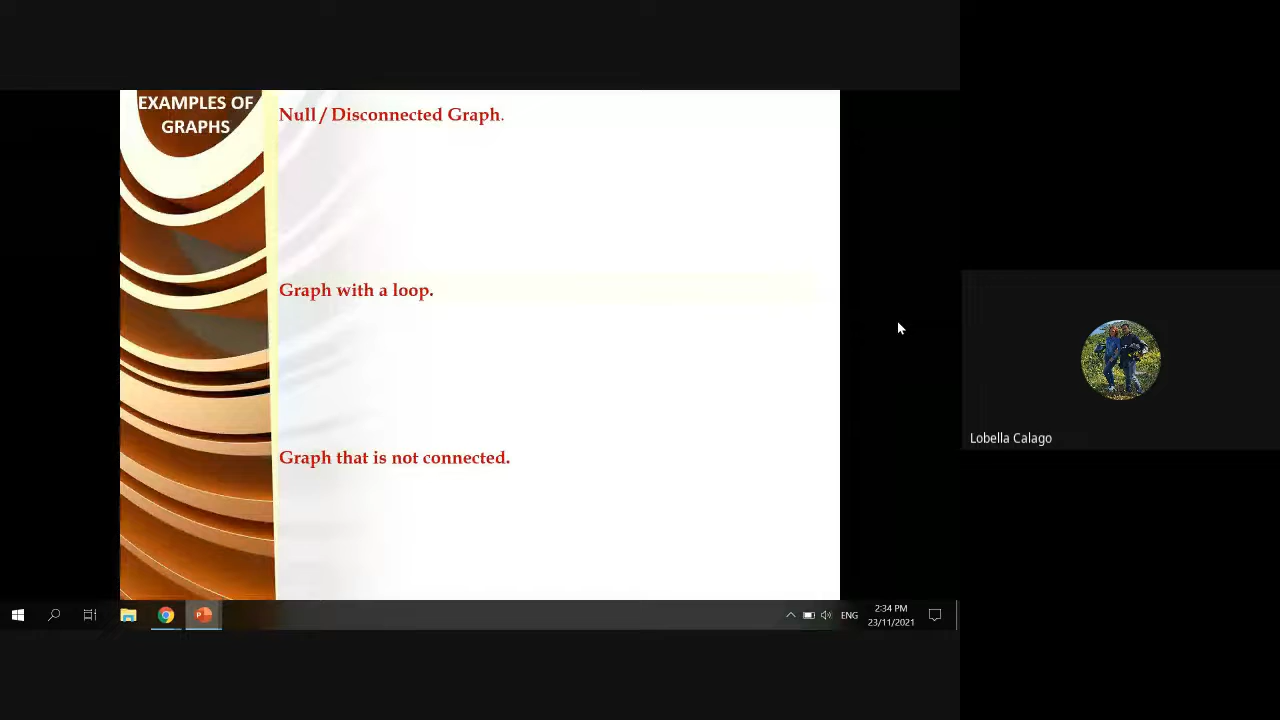 EXAMPLES OF
GRAPHS
Null / Disconnected Graph.
Graph with a loop.
Graph that is not connected.
Lobella Calago
ENG
2:34 PM
23/11/2021